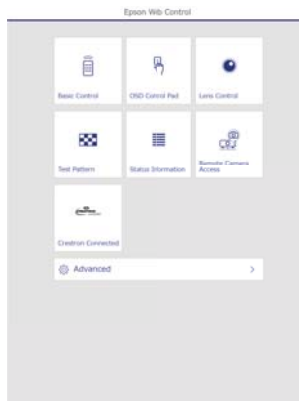 Epson Web Control
Basic Control
OSD Control Pad
Lens Control
Test Pattern
Status Information
Remote Camera
Access
Crestron Connected
Advanced